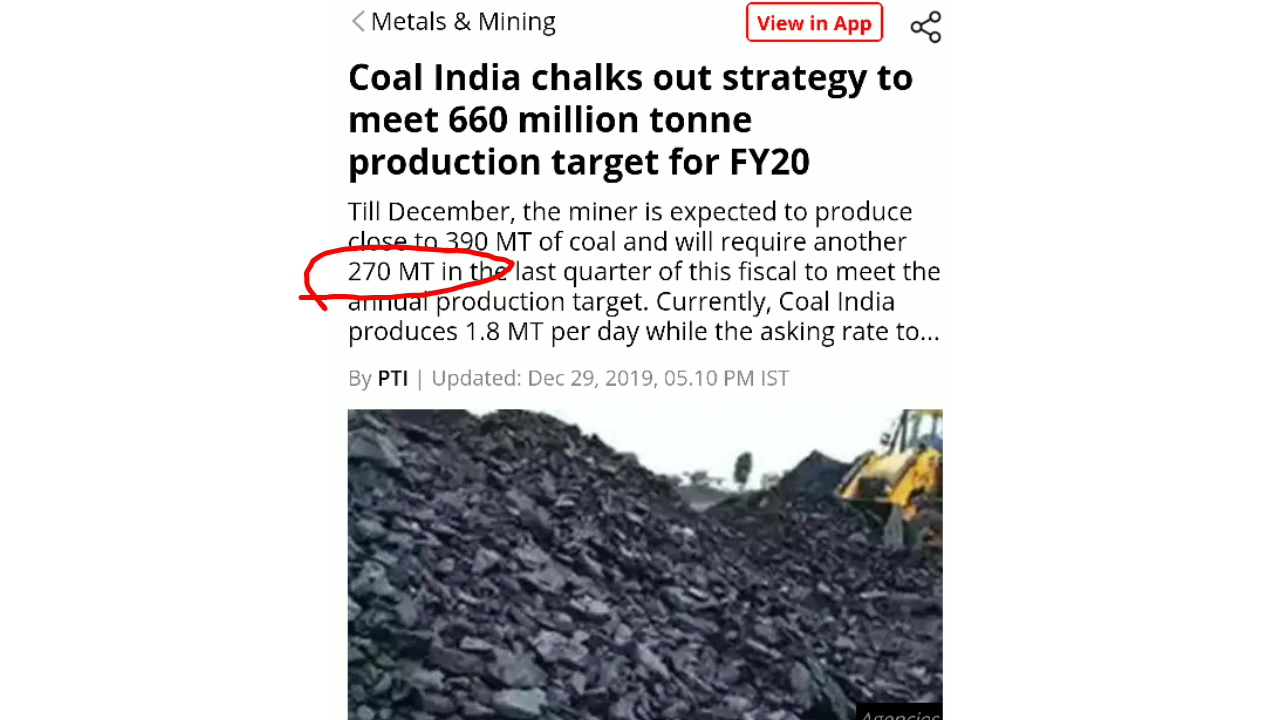 Metals & Mining
View in App
Coal India chalks out strategy to
meet 660 million tonne
production target for FY20
Till December, the miner is expected to produce
close to 390 MT of coal and will require another
270 MT in the last quarter of this fiscal to meet the
annual production target. Currently, Coal India
produces 1.8 MT per day while the asking rate to...
By PTI | Updated: Dec 29, 2019, 05.10 PM IST
Agencies